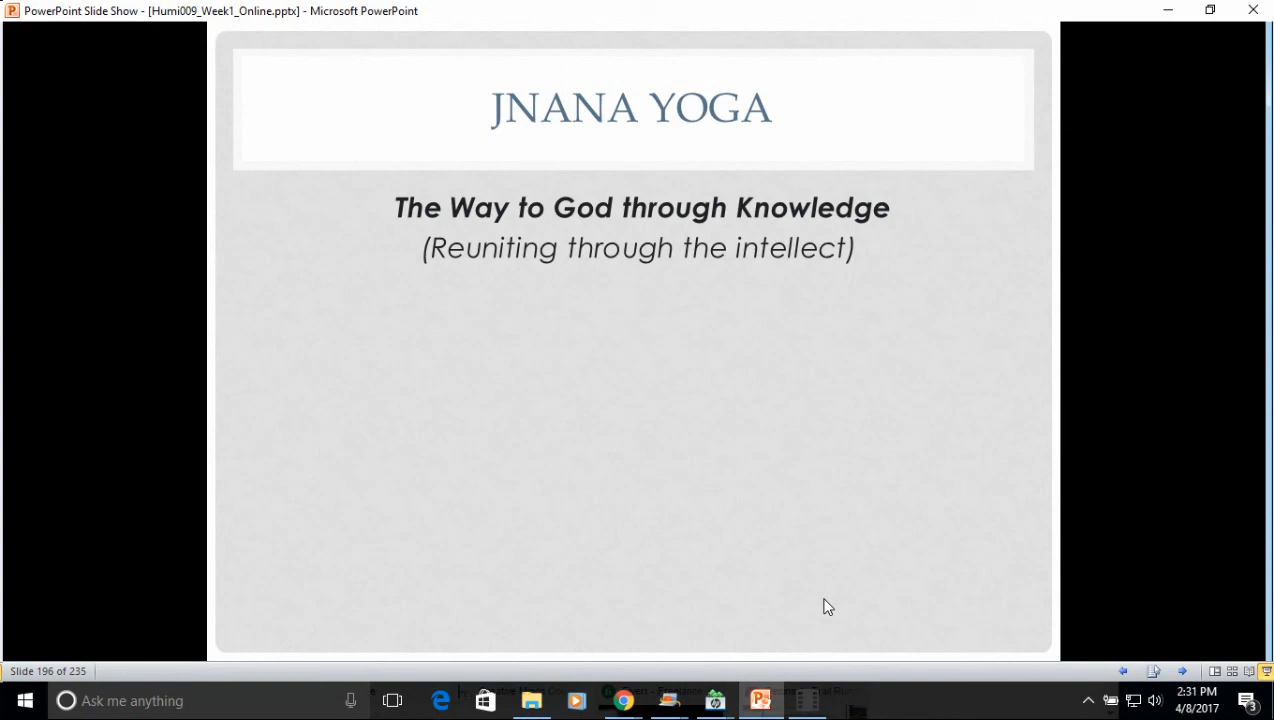 PowerPoint Slide Show - [Humi009_Week1_Online.pptx] - Microsoft PowerPoint
JNANA YOGA
The Way to God through Knowledge
(Reuniting through the intellect)
Slide 196 of 235
Ask me anything
2:31 PM
4/8/2017
3